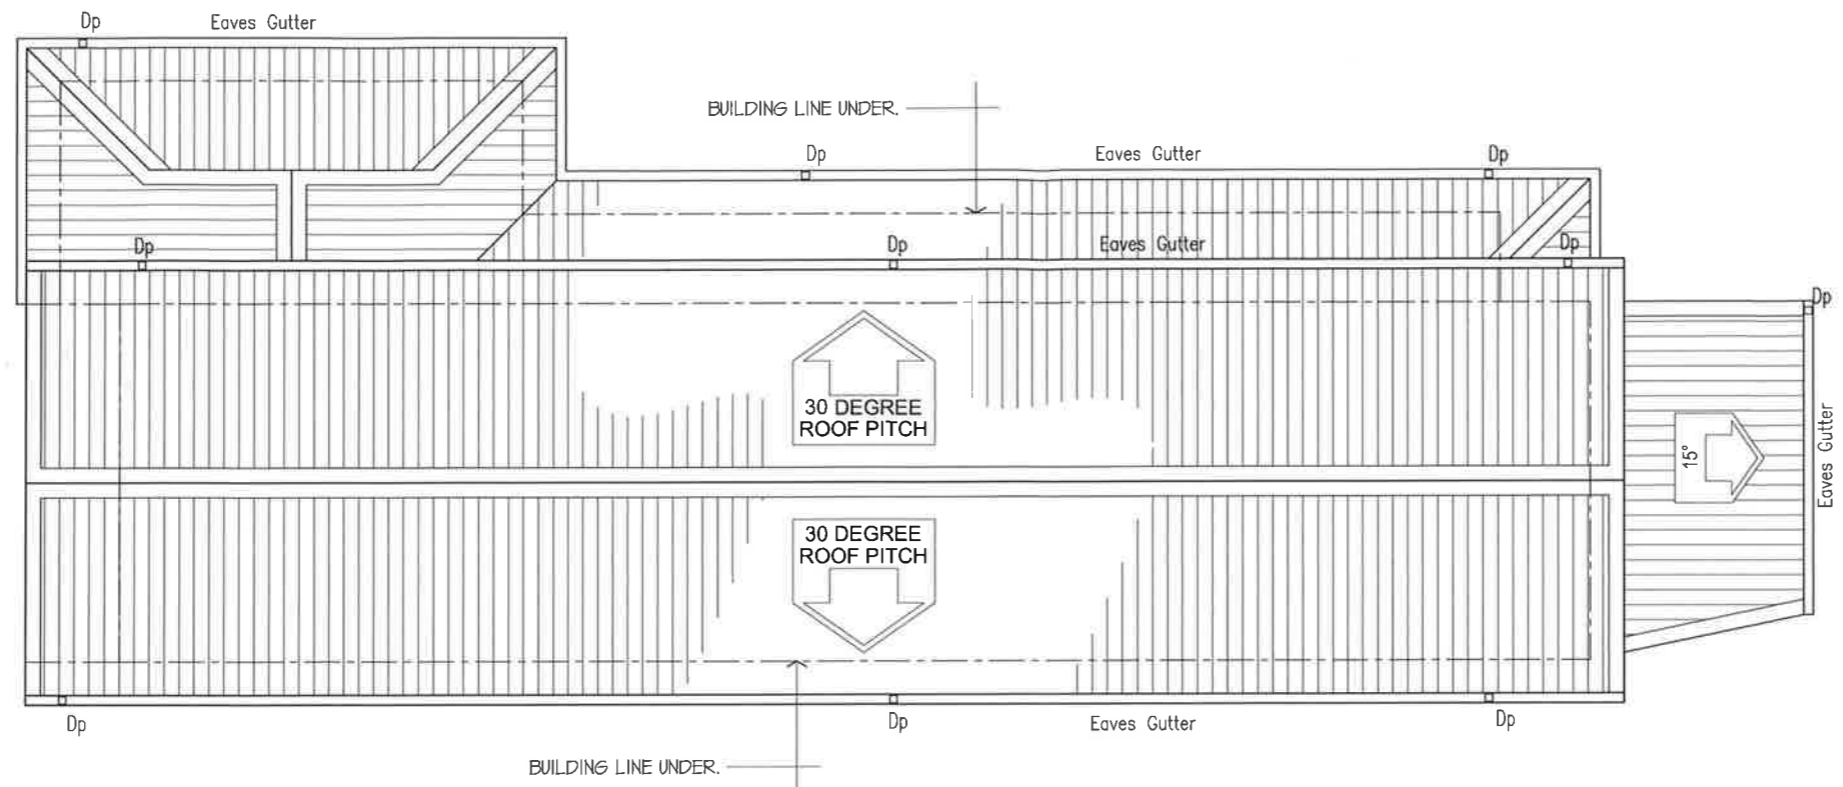 Dp
Eaves Gutter
BUILDING LINE UNDER.
Dp
Eaves Gutter
Dp
Dp
Dp
Eaves Gutter
Dp
Dp
30 DEGREE
ROOF PITCH
15°
Eaves Gutter
30 DEGREE
ROOF PITCH
Dp
Dp
Eaves Gutter
Dp
BUILDING LINE UNDER.